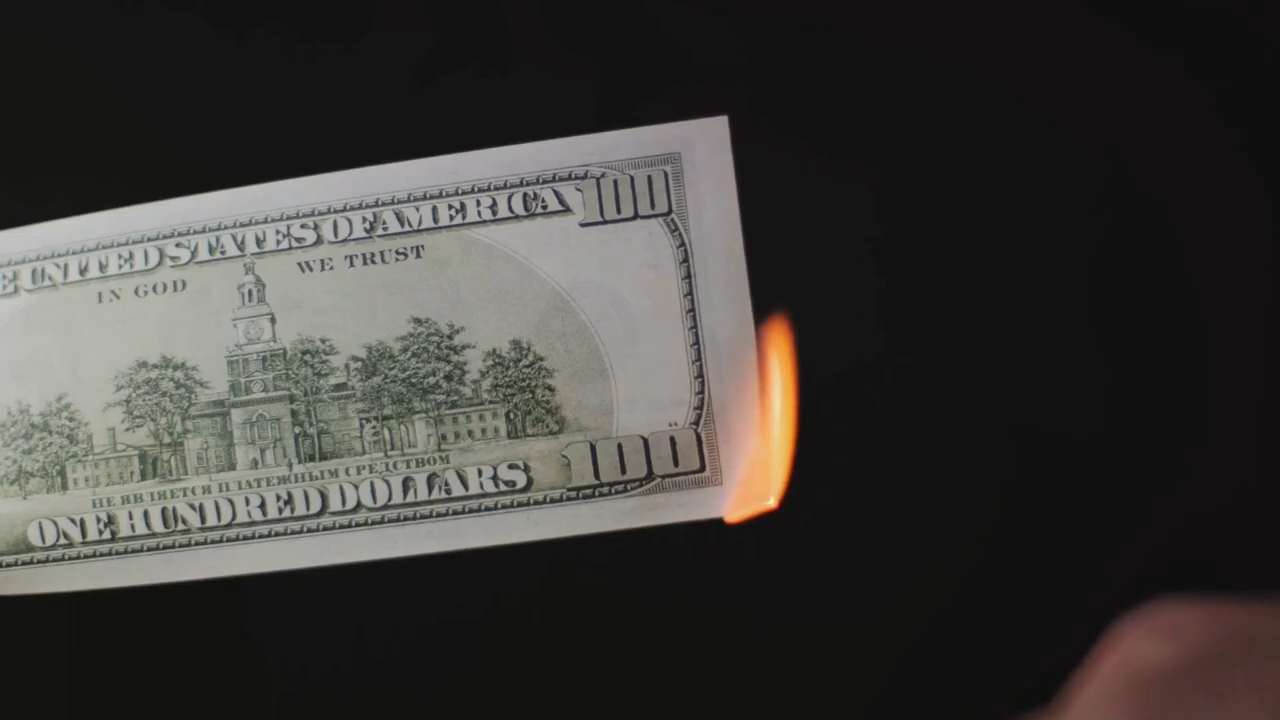 E UNITED STATES OF AMERICA 100
IN GOD WE TRUST
НЕ ЯВЛЯЕТСЯ ПЛАТЕЖНЫМ СРЕДСТВОМ
ONE HUNDRED DOLLARS 100